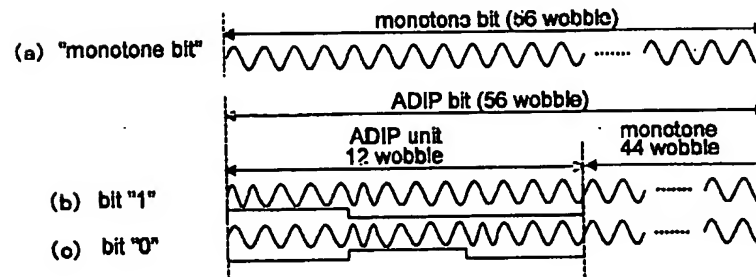 monotone bit (56 wobble)
(a) "monotone bit"
ADIP bit (56 wobble)
ADIP unit
12 wobble
monotone
44 wobble
(b) bit "1"
(c) bit "0"